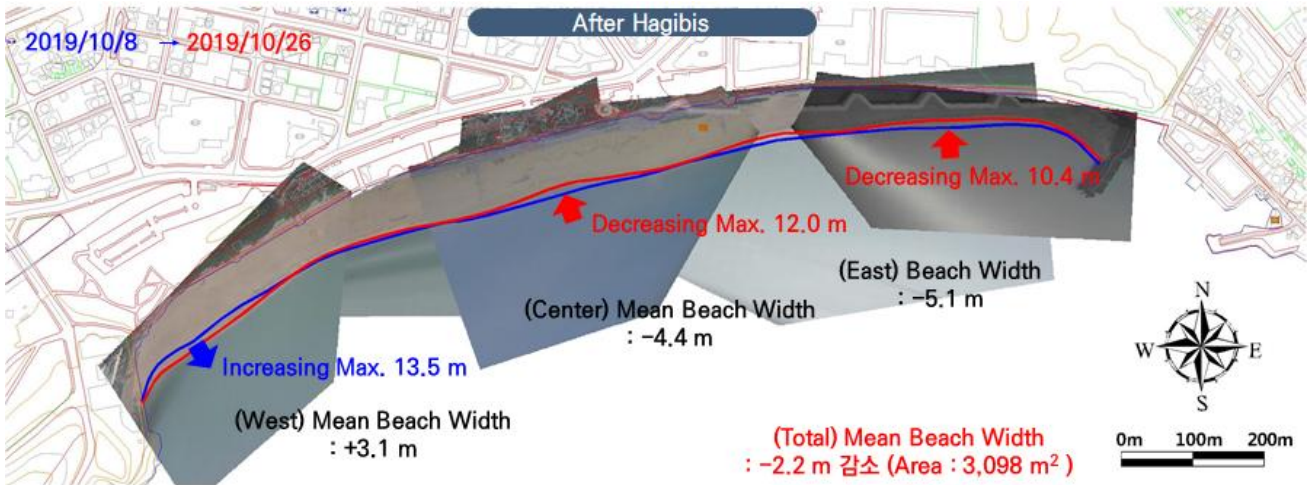 After Hagibis
2019/10/8 → 2019/10/26
Decreasing Max. 10.4 m
Decreasing Max. 12.0 m
(East) Beach Width
: -5.1 m
(Center) Mean Beach Width
: -4.4 m
Increasing Max. 13.5 m
(West) Mean Beach Width
: +3.1 m
N
W
E
S
(Total) Mean Beach Width
: -2.2 m 감소 (Area : 3,098 m²)
0m 100m 200m